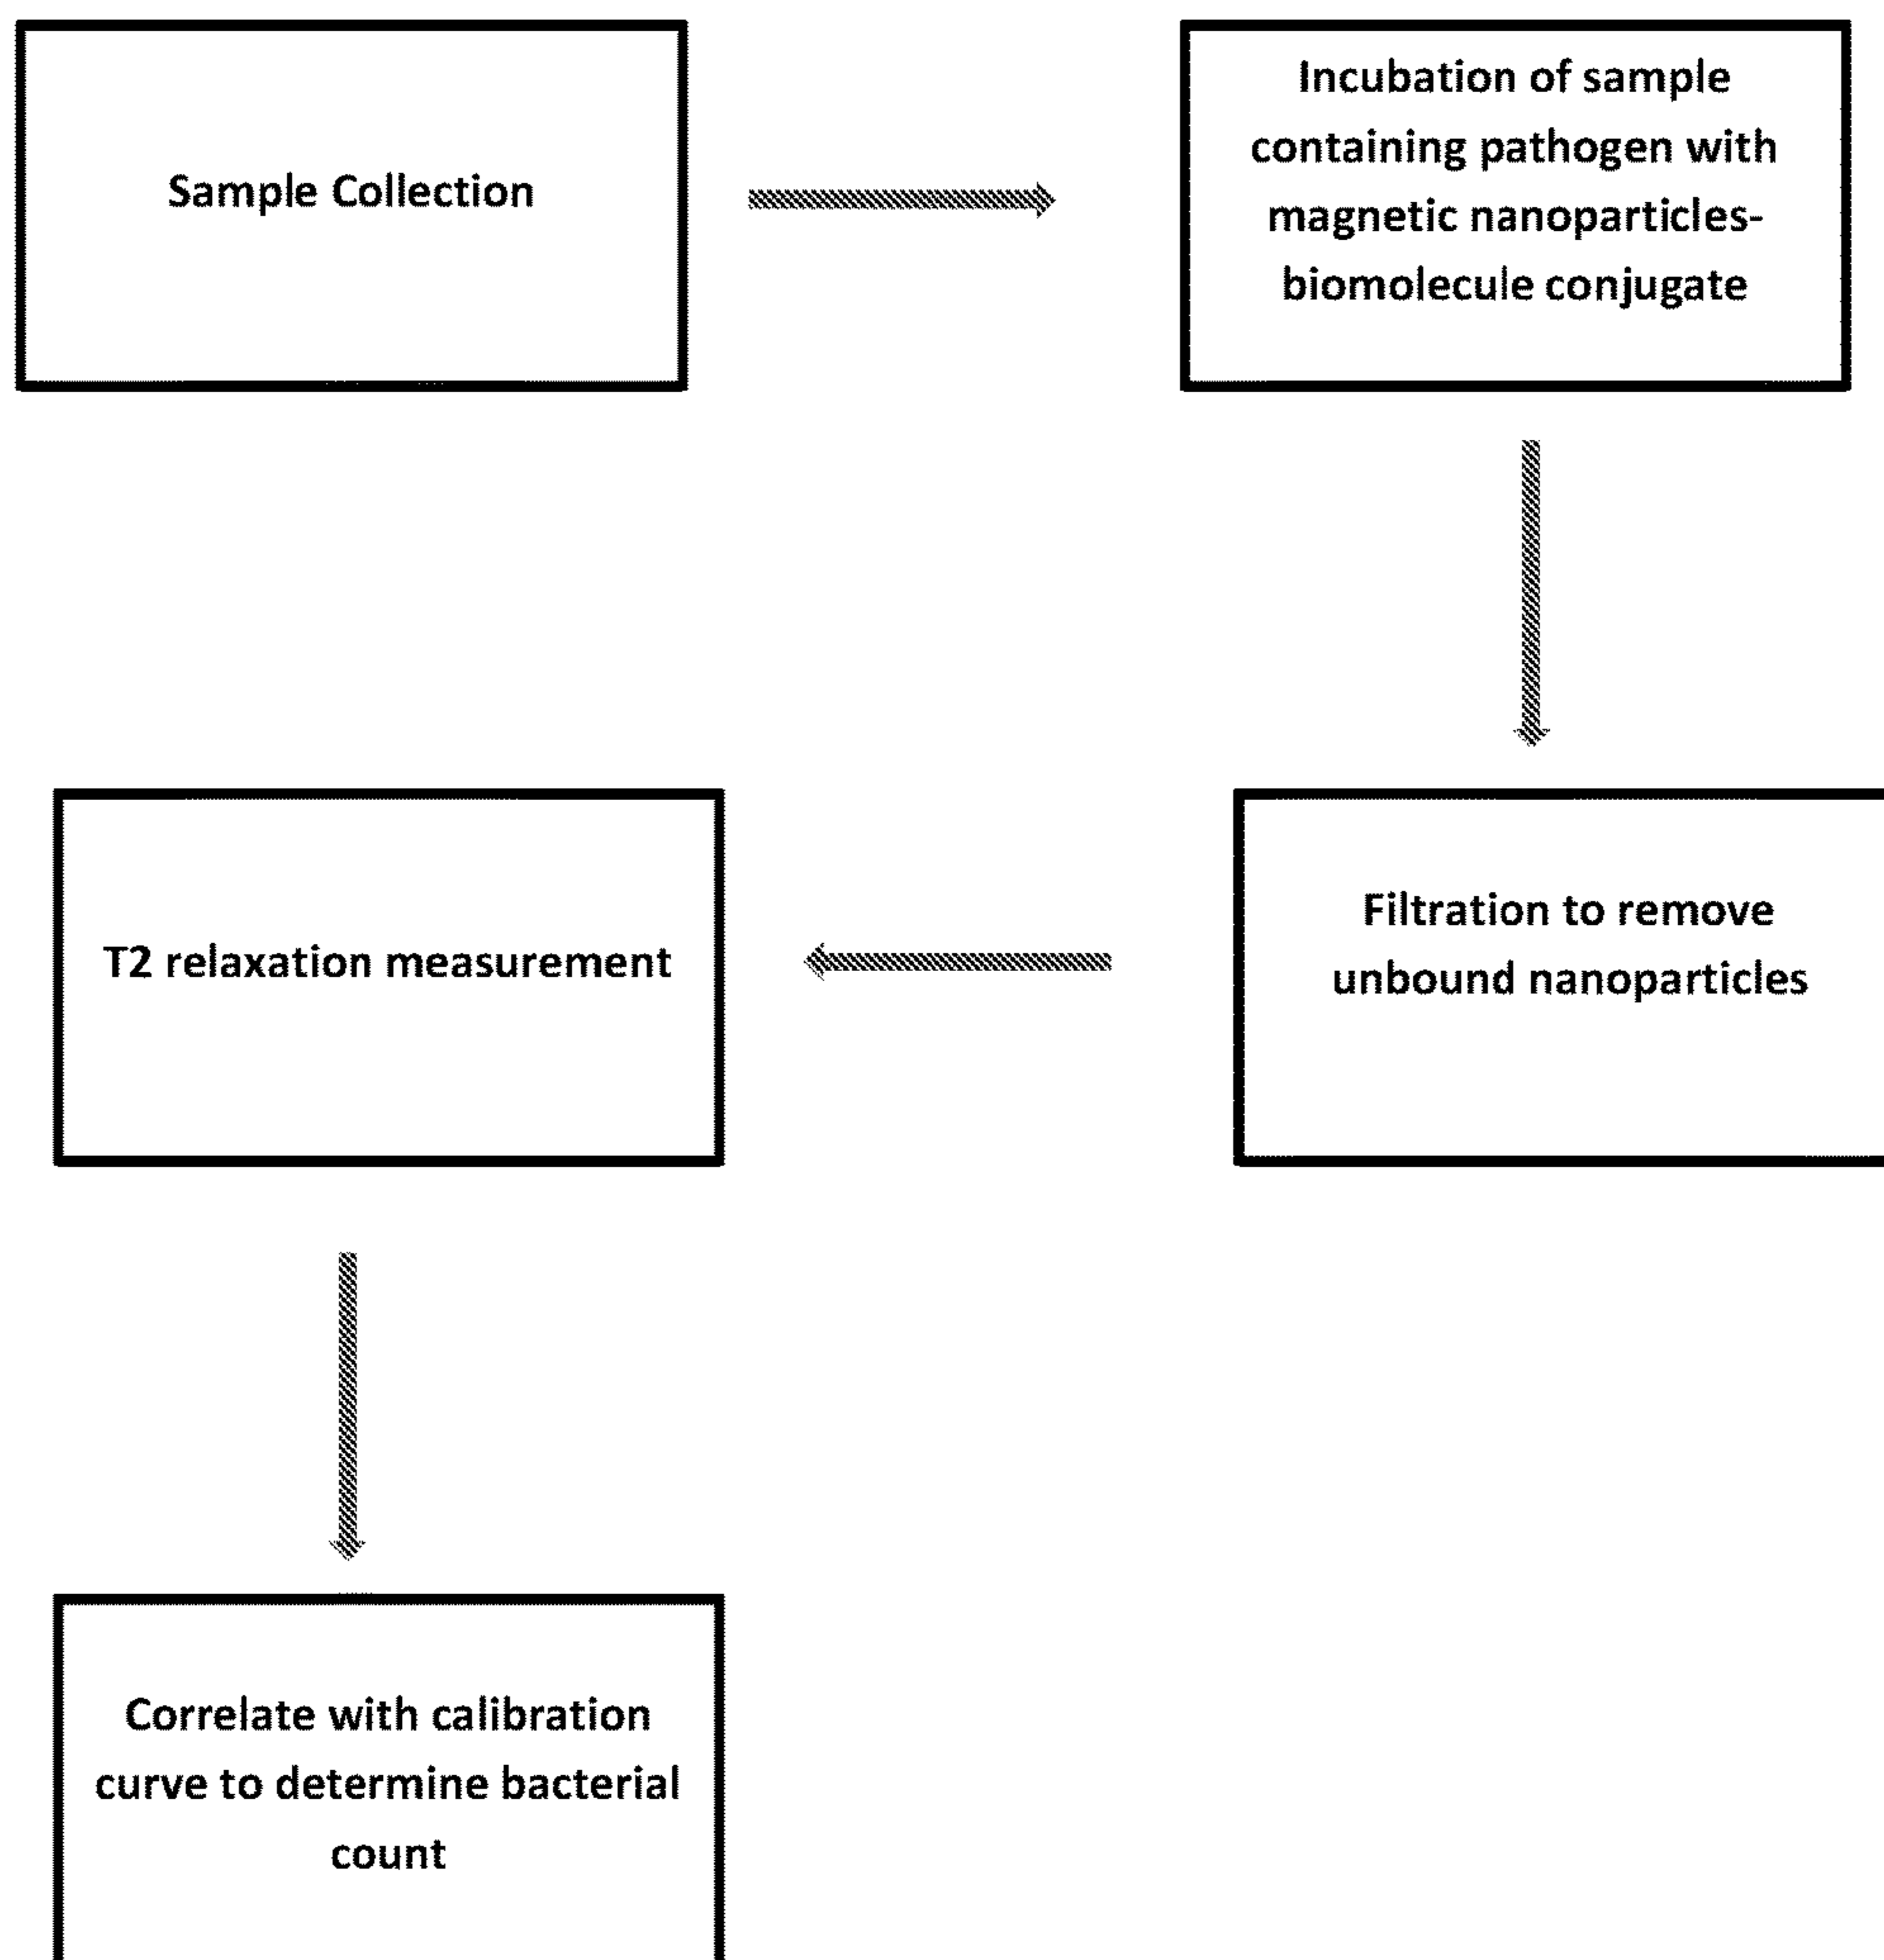 Sample Collection
Incubation of sample
containing pathogen with
magnetic nanoparticles-
biomolecule conjugate
Filtration to remove
unbound nanoparticles
T2 relaxation measurement
Correlate with calibration
curve to determine bacterial
count